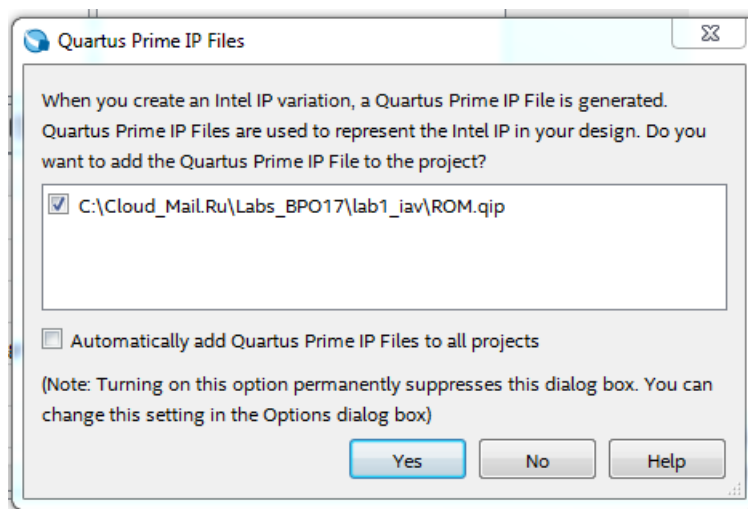 Quartus Prime IP Files
When you create an Intel IP variation, a Quartus Prime IP File is generated.
Quartus Prime IP Files are used to represent the Intel IP in your design. Do you
want to add the Quartus Prime IP File to the project?
C:\Cloud_Mail.Ru\Labs_BPO17\lab1_iav\ROM.qip
Automatically add Quartus Prime IP Files to all projects
(Note: Turning on this option permanently suppresses this dialog box. You can
change this setting in the Options dialog box)
Yes No Help